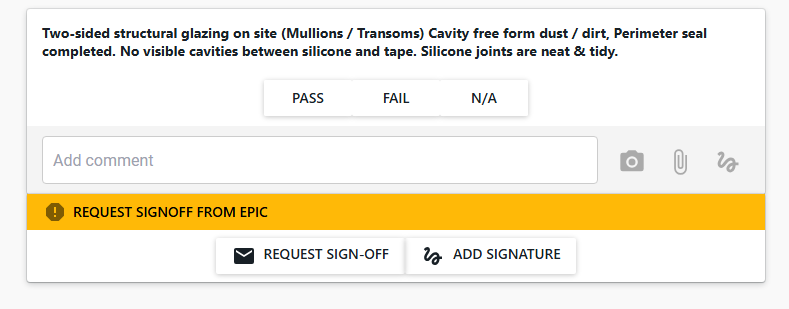 Two-sided structural glazing on site (Mullions / Transoms) Cavity free form dust / dirt, Perimeter seal
completed. No visible cavities between silicone and tape. Silicone joints are neat & tidy.
PASS FAIL N/A
Add comment
REQUEST SIGNOFF FROM EPIC
REQUEST SIGN-OFF ADD SIGNATURE